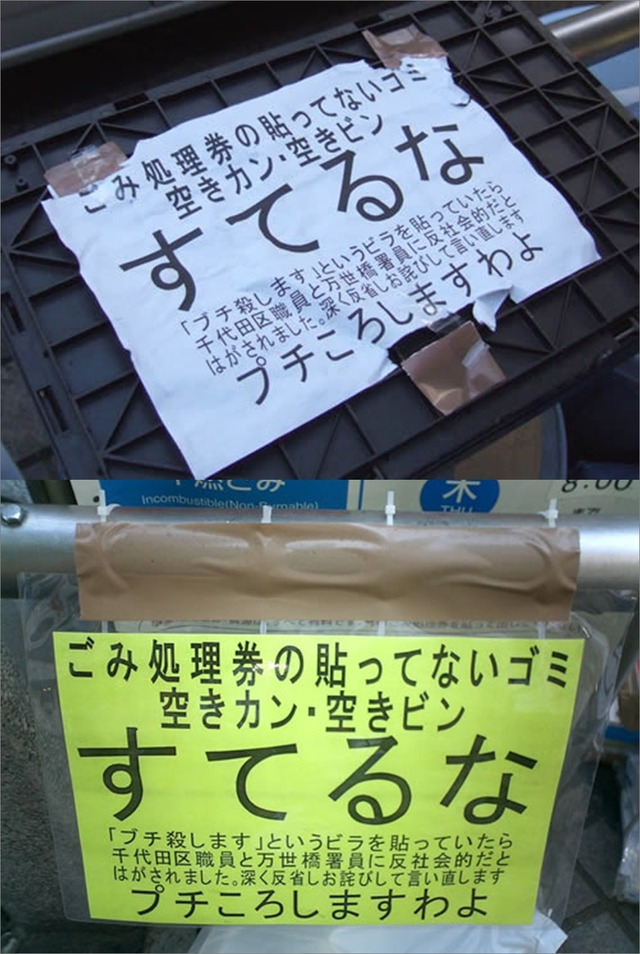 ごみ処理券の貼ってないゴミ
空きカン・空きビン
すてるな
「ブチ殺します」というビラを貼っていたら
千代田区職員と万世橋署員に反社会的だと
はがされました。深く反省しお詫びして言い直します
プチころしますわよ
Incombustible(Non-Burnable)
木
THU
8:00
ごみ処理券の貼ってないゴミ
空きカン・空きビン
すてるな
「ブチ殺します」というビラを貼っていたら
千代田区職員と万世橋署員に反社会的だと
はがされました。深く反省しお詫びして言い直します
プチころしますわよ